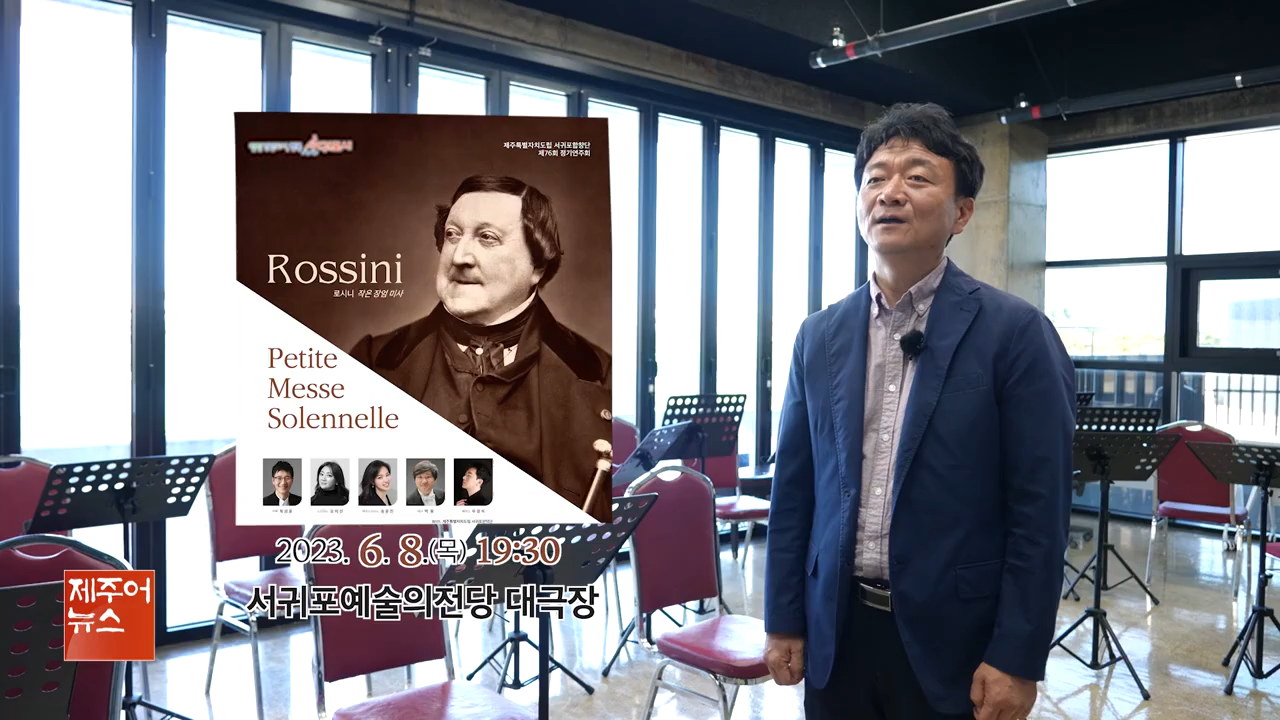 제주특별자치도립 서귀포합창단
제76회 정기연주회
Rossini
로시니 작은 장엄 미사
Petite
Messe
Solennelle
2023. 6. 8.(목) 19:30
서귀포예술의전당 대극장
제주어
뉴스